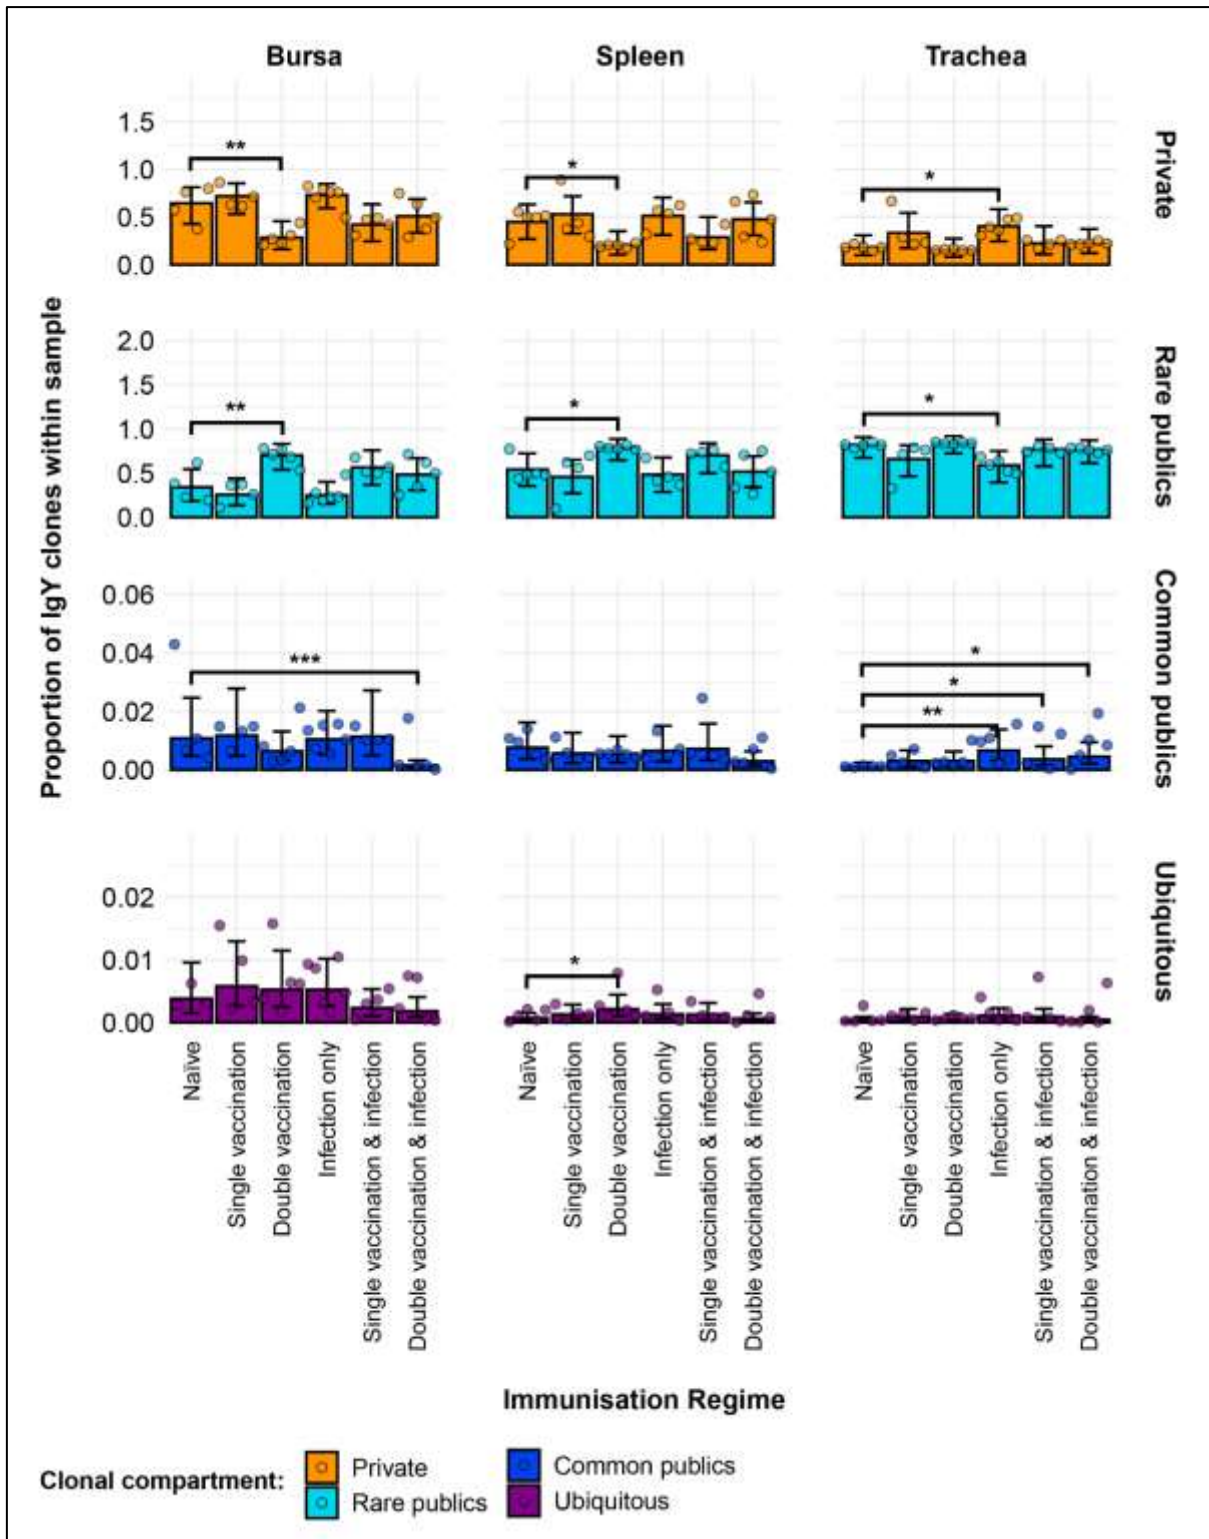 Bursa Spleen Trachea
Proportion of IgY clones within sample
1.5
1.0
0.5
0.0
** * *
Private
2.0
1.5
1.0
0.5
0.0
** * *
Rare publics
0.06
0.04
0.02
0.00
*** * * **
Common publics
0.02
0.01
0.00
*
Ubiquitous
Naïve
Single vaccination
Double vaccination
Infection only
Single vaccination & infection
Double vaccination & infection
Naïve
Single vaccination
Double vaccination
Infection only
Single vaccination & infection
Double vaccination & infection
Naïve
Single vaccination
Double vaccination
Infection only
Single vaccination & infection
Double vaccination & infection
Immunisation Regime
Clonal compartment:
Private
Common publics
Rare publics
Ubiquitous